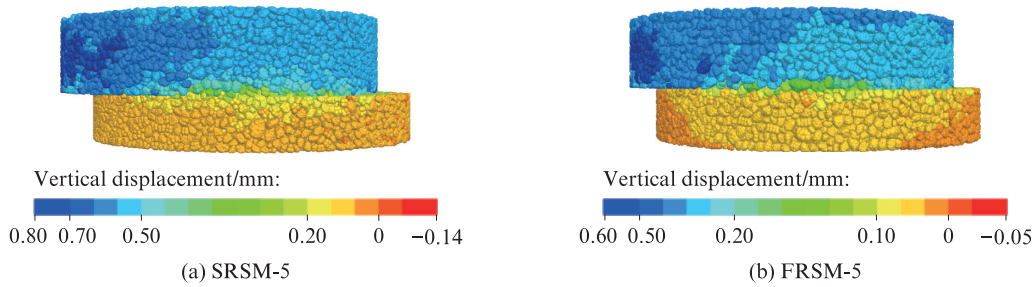 Vertical displacement/mm:
0.80 0.70 0.50 0.20 0 −0.14
(a) SRSM-5
Vertical displacement/mm:
0.60 0.50 0.20 0.10 0 −0.05
(b) FRSM-5